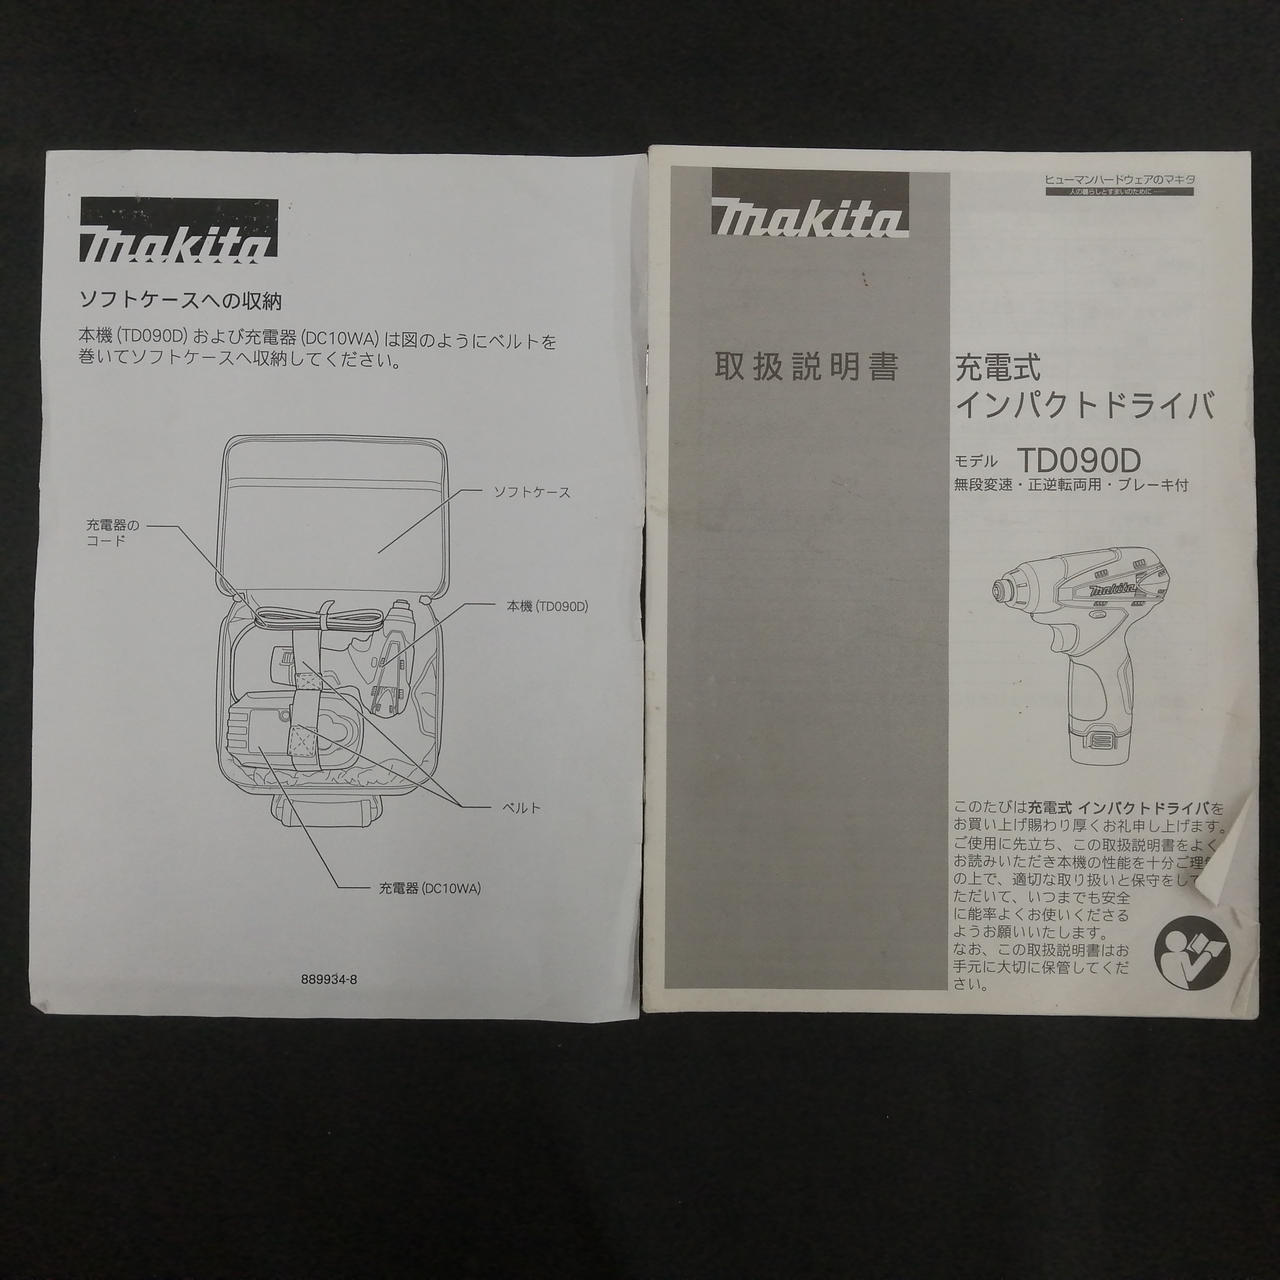 makita
ソフトケースへの収納
本機(TD090D)および充電器(DC10WA)は図のようにベルトを
巻いてソフトケースへ収納してください。
ソフトケース
充電器の
コード
本機(TD090D)
ベルト
充電器(DC10WA)
889934-8
ヒューマンハードウェアのマキタ
人の暮らしとすまいのために……
makita
取扱説明書
充電式
インパクトドライバ
モデル TD090D
無段変速・正逆転両用・ブレーキ付
makita
このたびは充電式 インパクトドライバを
お買い上げ賜わり厚くお礼申し上げます。
ご使用に先立ち、この取扱説明書をよく
お読みいただき本機の性能を十分ご理
の上で、適切な取り扱いと保守をして
ただいて、いつまでも安全
に能率よくお使いくださる
ようお願いいたします。
なお、この取扱説明書はお
手元に大切に保管してくだ
さい。